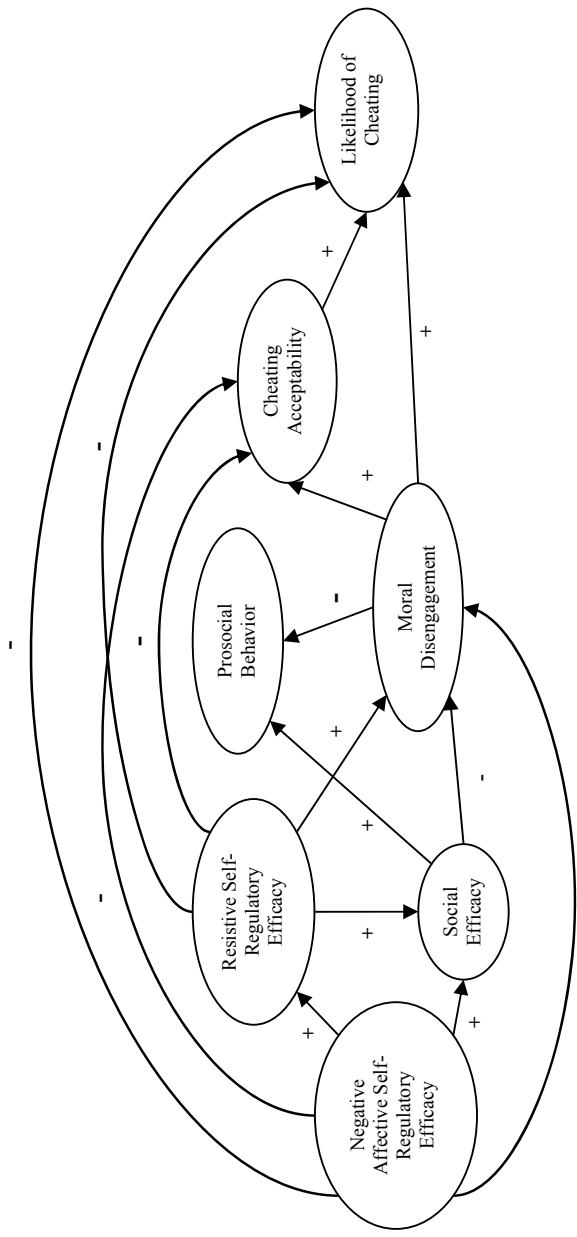 Negative
Affective Self-
Regulatory
Efficacy
Resistive Self-
Regulatory
Efficacy
Social
Efficacy
Prosocial
Behavior
Moral
Disengagement
Cheating
Acceptability
Likelihood of
Cheating
-
-
-
-
+
+
+
+
+
-
-
+
+
+